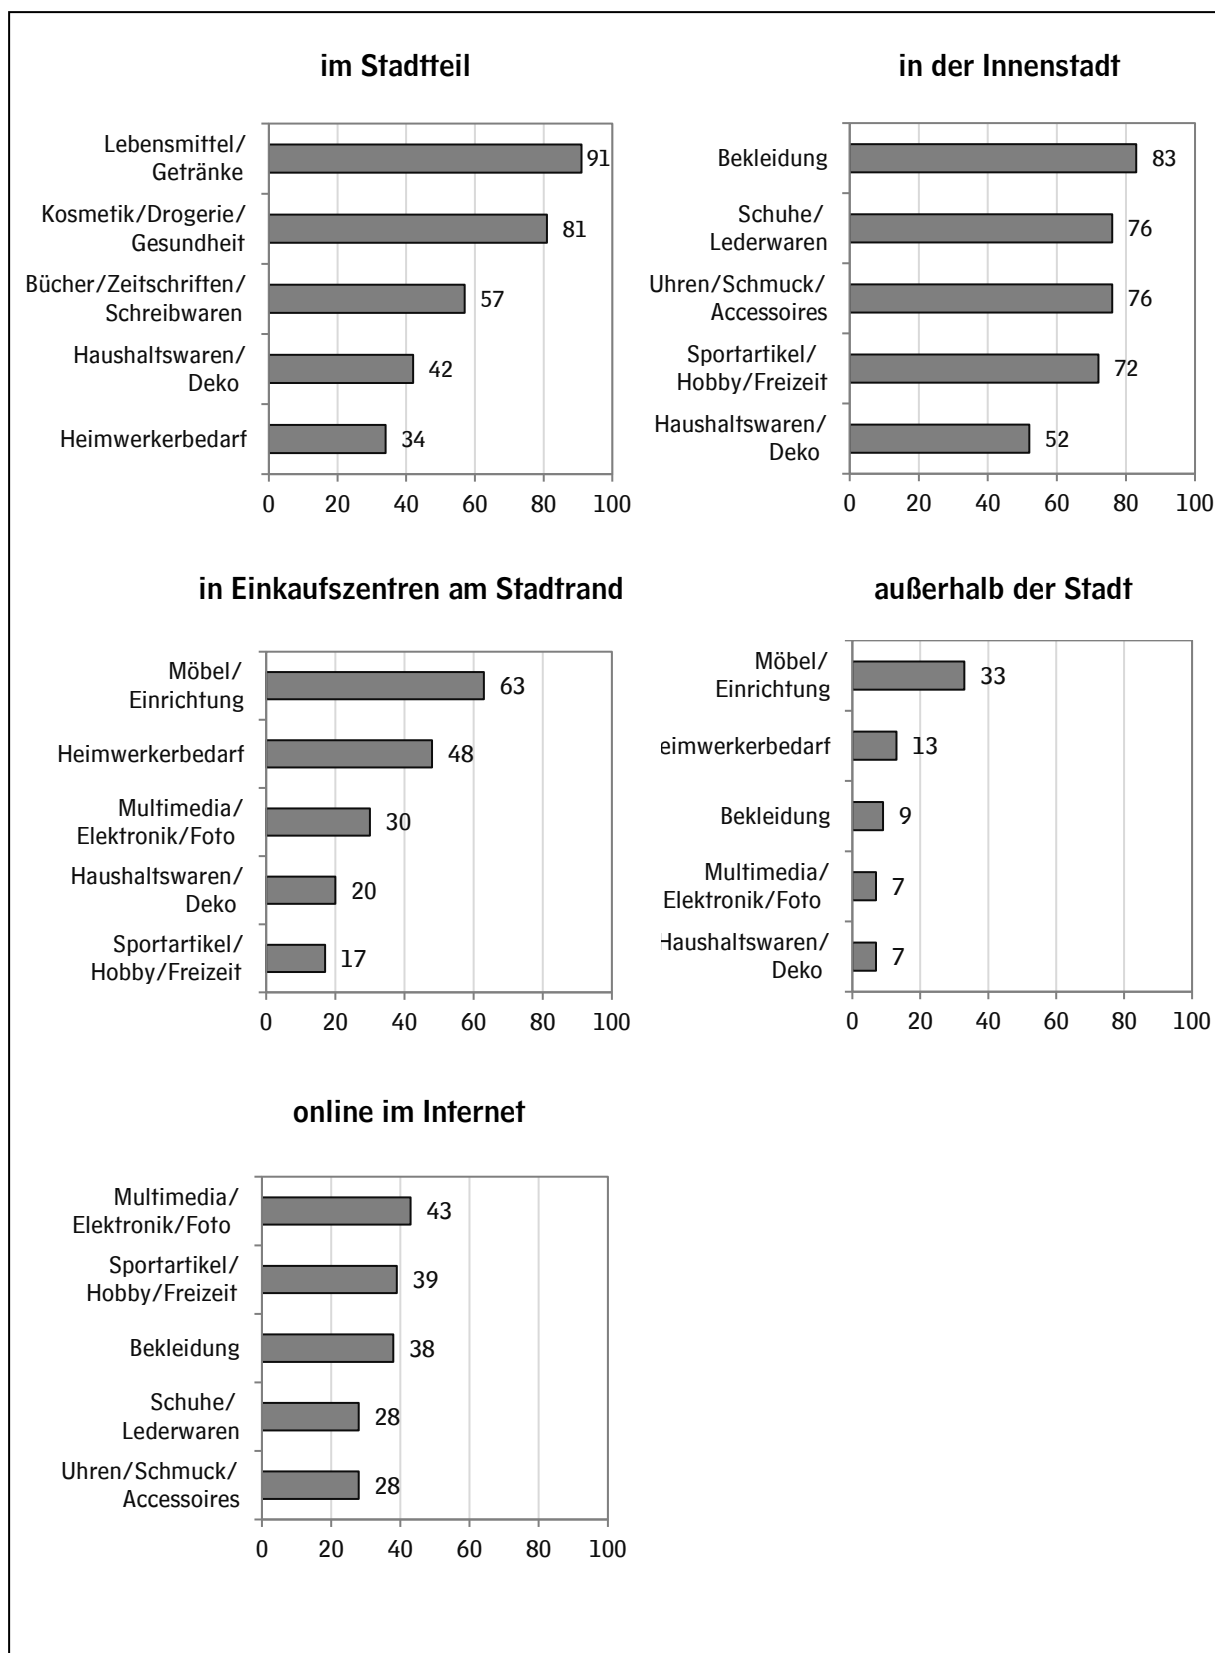 im Stadtteil
Lebensmittel/
Getränke
91
Kosmetik/Drogerie/
Gesundheit
81
Bücher/Zeitschriften/
Schreibwaren
57
Haushaltswaren/
Deko
42
Heimwerkerbedarf
34
0 20 40 60 80 100
in der Innenstadt
Bekleidung
83
Schuhe/
Lederwaren
76
Uhren/Schmuck/
Accessoires
76
Sportartikel/
Hobby/Freizeit
72
Haushaltswaren/
Deko
52
0 20 40 60 80 100
in Einkaufszentren am Stadtrand
Möbel/
Einrichtung
63
Heimwerkerbedarf
48
Multimedia/
Elektronik/Foto
30
Haushaltswaren/
Deko
20
Sportartikel/
Hobby/Freizeit
17
0 20 40 60 80 100
außerhalb der Stadt
Möbel/
Einrichtung
33
eimwerkerbedarf
13
Bekleidung
9
Multimedia/
Elektronik/Foto
7
Haushaltswaren/
Deko
7
0 20 40 60 80 100
online im Internet
Multimedia/
Elektronik/Foto
43
Sportartikel/
Hobby/Freizeit
39
Bekleidung
38
Schuhe/
Lederwaren
28
Uhren/Schmuck/
Accessoires
28
0 20 40 60 80 100